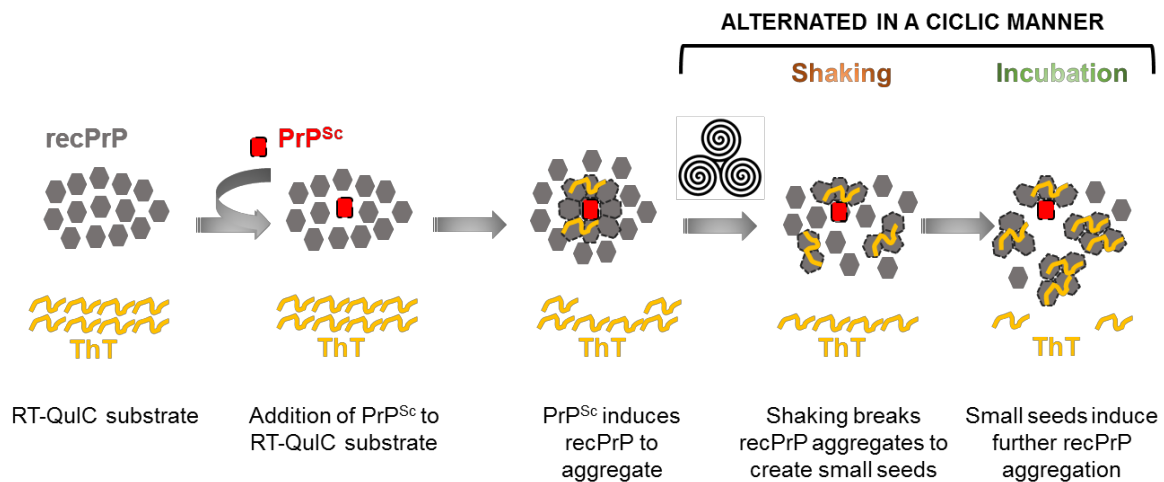 ALTERNATED IN A CICLIC MANNER
Shaking
Incubation
recPrP
PrPSc
ThT
ThT
ThT
ThT
ThT
RT-QuIC substrate
Addition of PrPSc to
RT-QuIC substrate
PrPSc induces
recPrP to
aggregate
Shaking breaks
recPrP aggregates to
create small seeds
Small seeds induce
further recPrP
aggregation